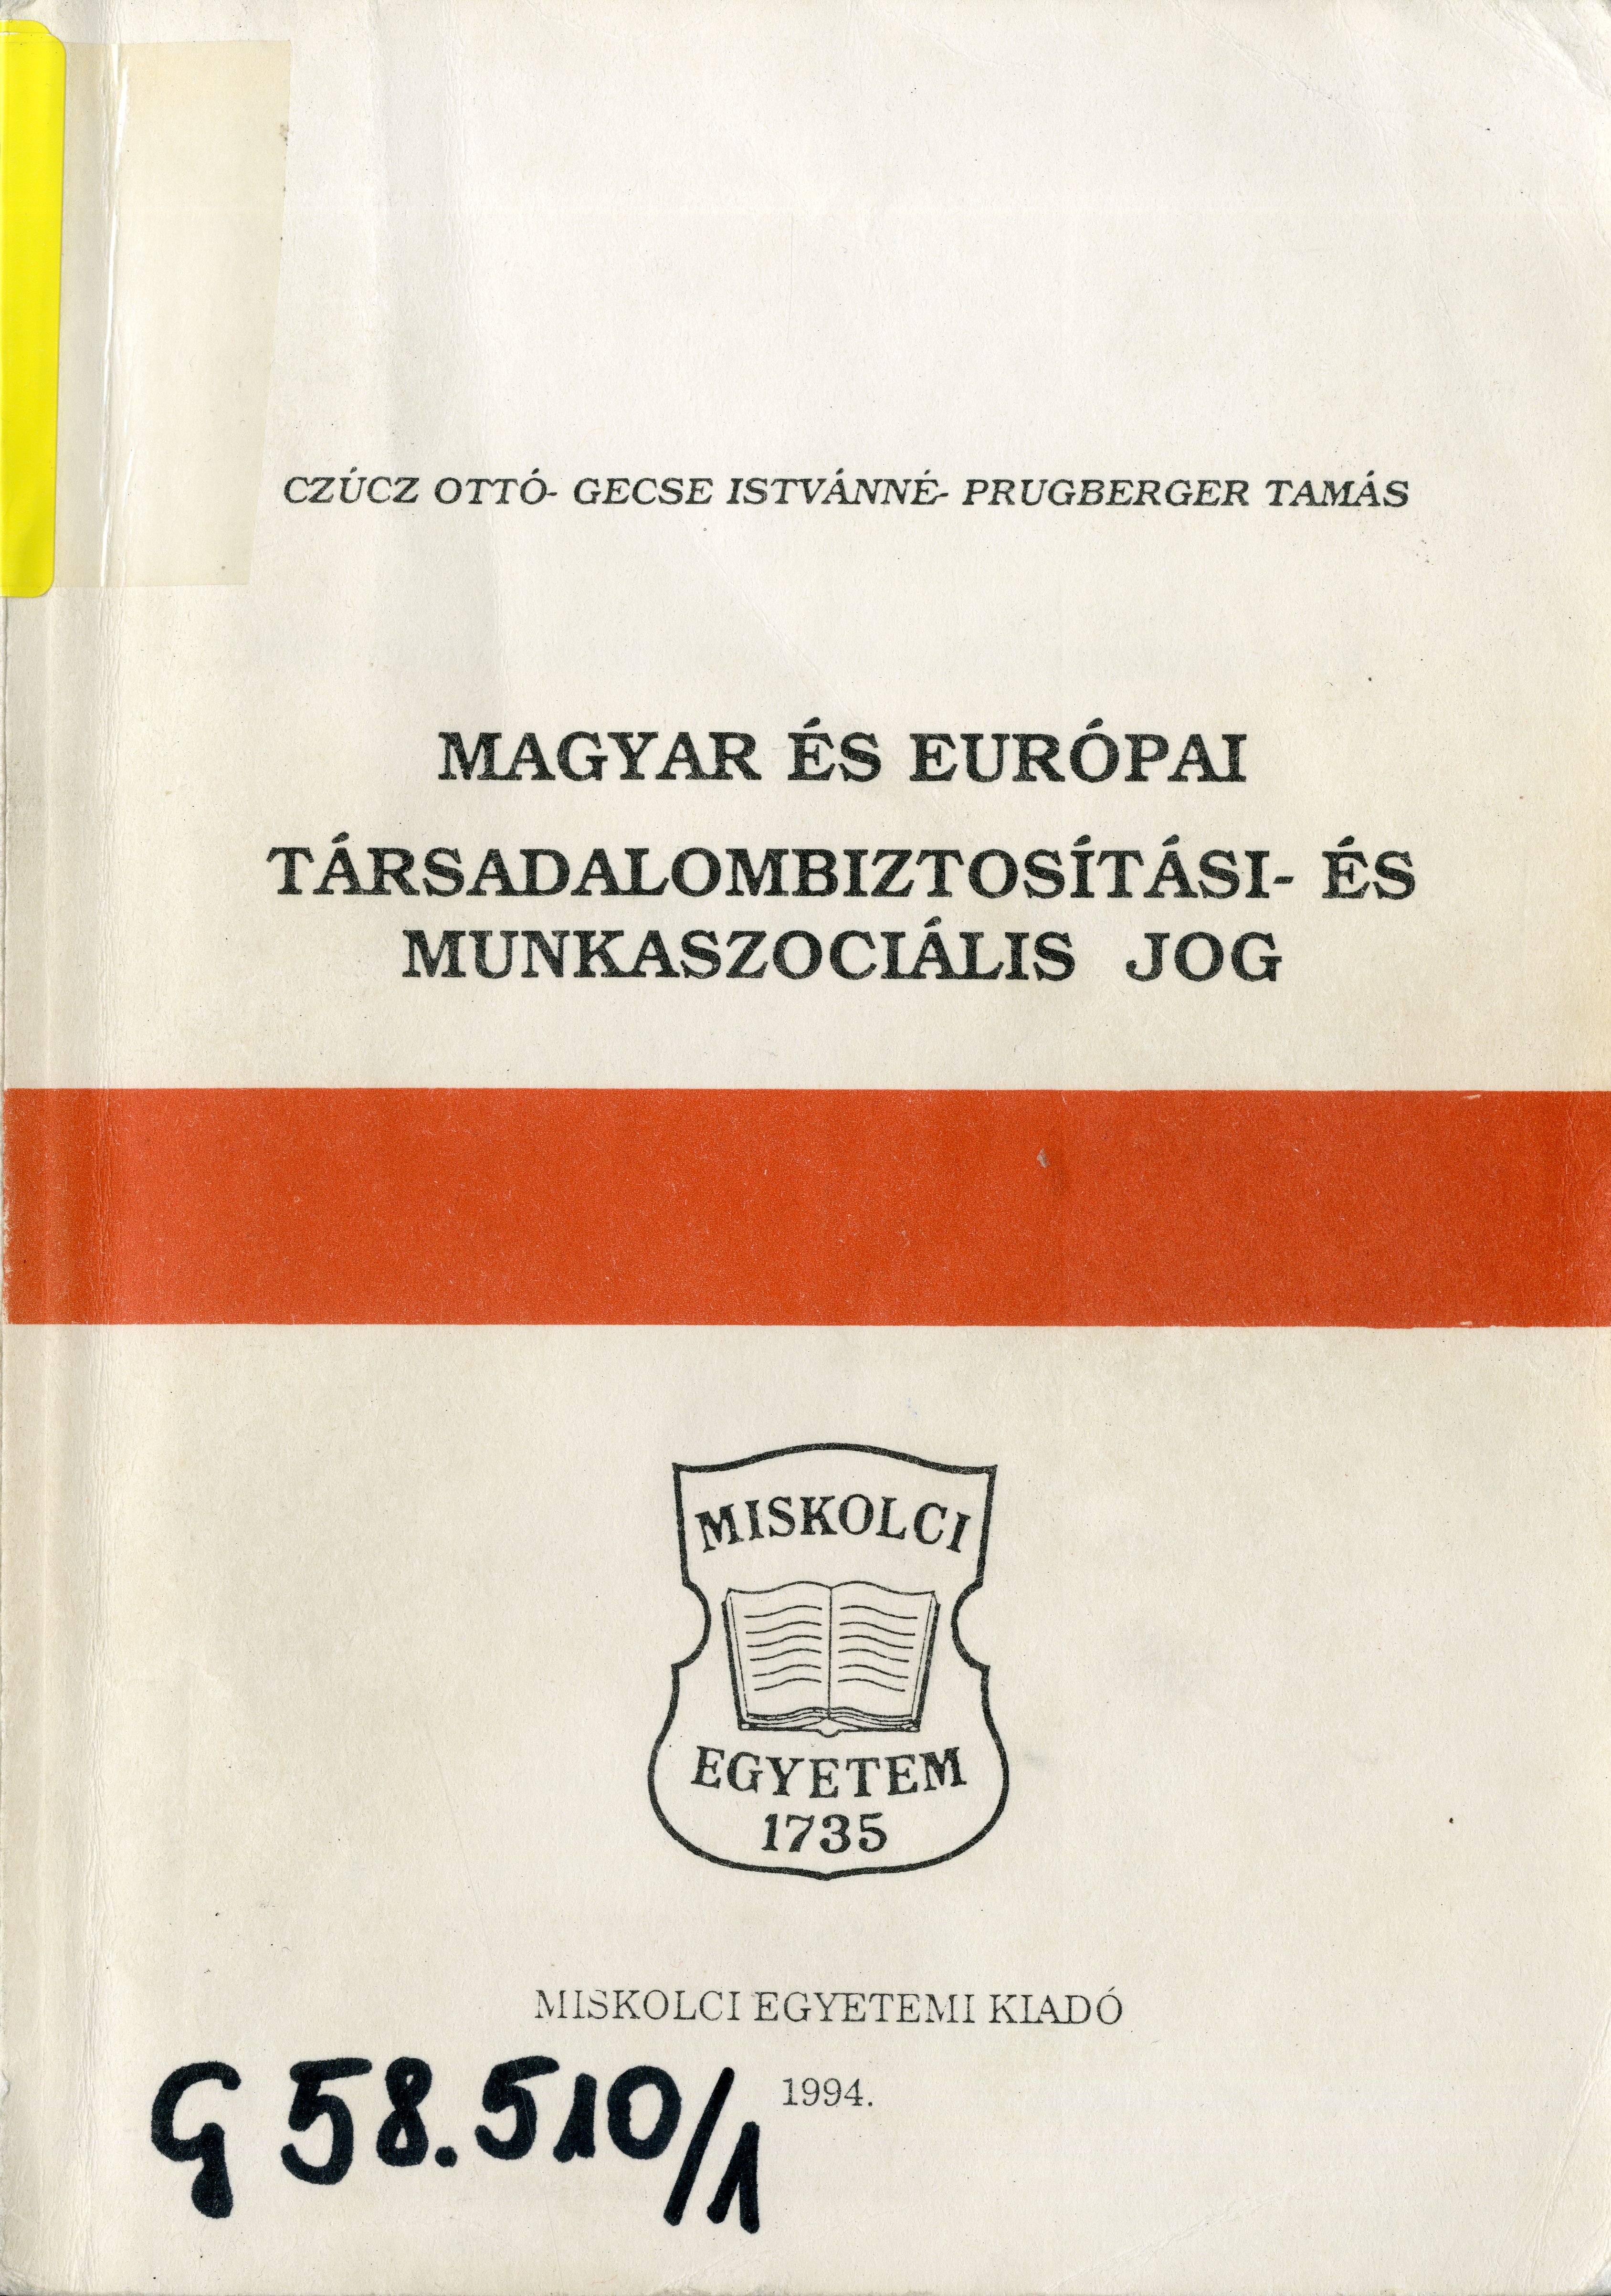 CZÚCZ OTTÓ- GECSE ISTVÁNNÉ- PRUGBERGER TAMÁS
MAGYAR ÉS EURÓPAI
TÁRSADALOMBIZTOSÍTÁSI- ÉS
MUNKASZOCIÁLIS JOG
MISKOLCI
EGYETEM
1735
MISKOLCI EGYETEMI KIADÓ
1994.
G 58.510/1